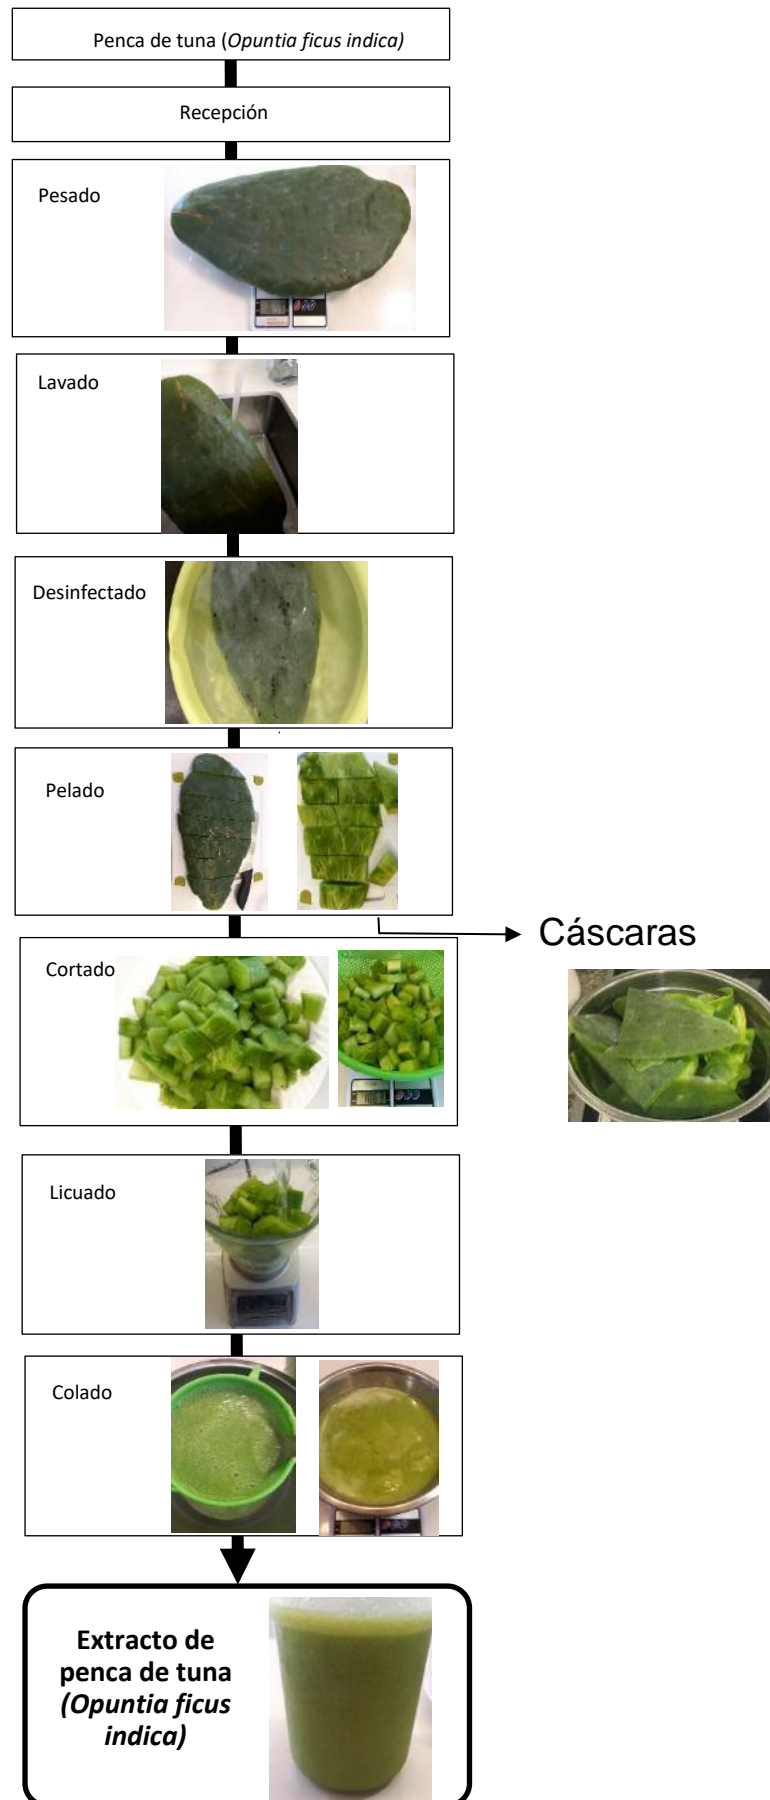 Penca de tuna (Opuntia ficus indica)
Recepción
Pesado
Lavado
Desinfectado
Pelado
Cáscaras
Cortado
Licuado
Colado
Extracto de
penca de tuna
(Opuntia ficus
indica)